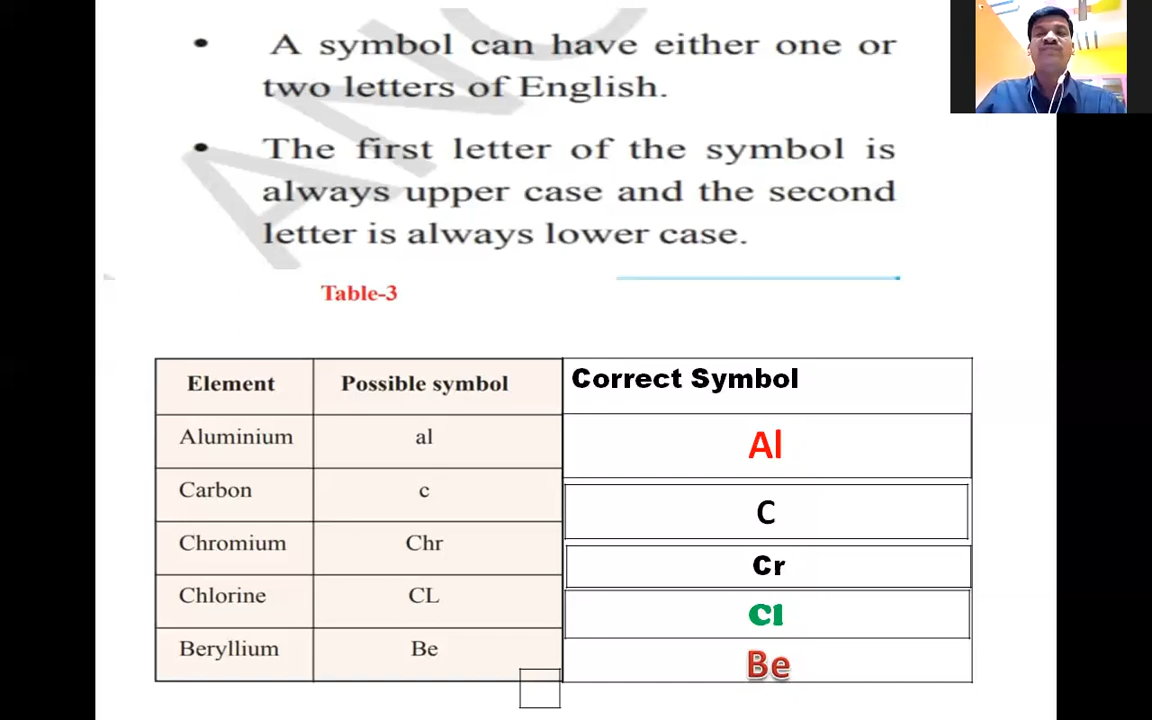 • A symbol can have either one or
two letters of English.
• The first letter of the symbol is
always upper case and the second
letter is always lower case.
Table-3
Element Possible symbol Correct Symbol
Aluminium al Al
Carbon c C
Chromium Chr Cr
Chlorine CL Cl
Beryllium Be Be